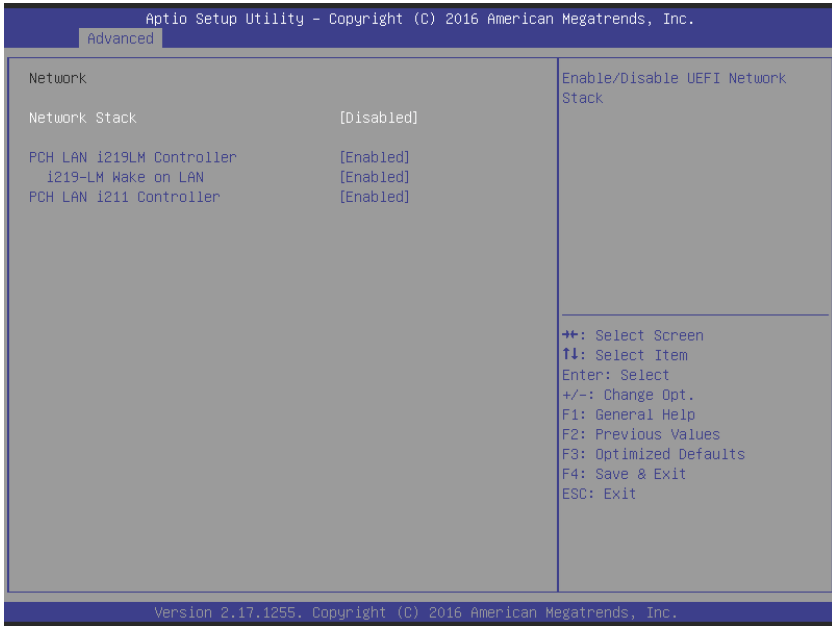 Aptio Setup Utility – Copyright (C) 2016 American Megatrends, Inc.
Advanced
Network
Network Stack [Disabled]
PCH LAN i219LM Controller [Enabled]
i219-LM Wake on LAN [Enabled]
PCH LAN i211 Controller [Enabled]
Enable/Disable UEFI Network
Stack
→←: Select Screen
↑↓: Select Item
Enter: Select
+/-: Change Opt.
F1: General Help
F2: Previous Values
F3: Optimized Defaults
F4: Save & Exit
ESC: Exit
Version 2.17.1255. Copyright (C) 2016 American Megatrends, Inc.